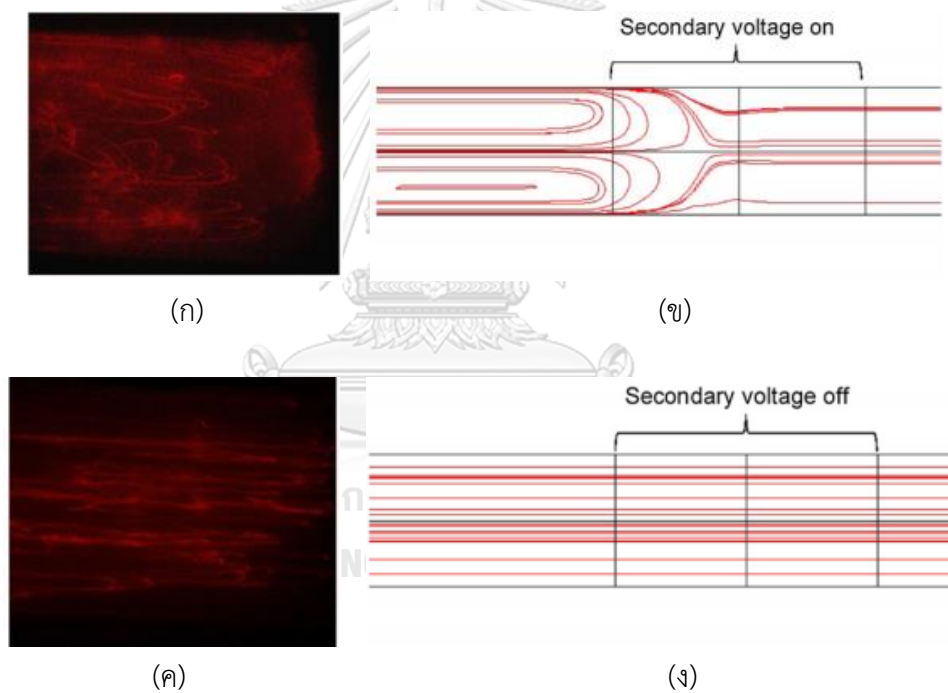 Secondary voltage on
(ก)
(ข)
Secondary voltage off
(ค)
(ง)